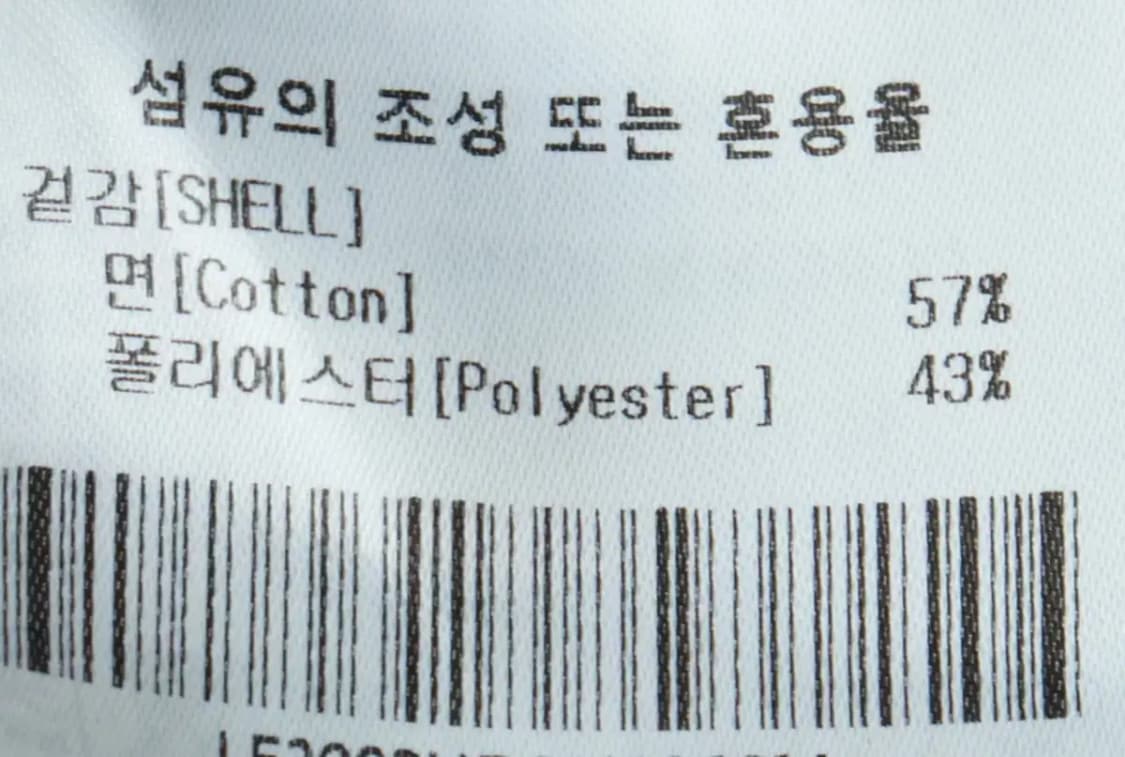 섬유의 조성 또는 혼용율
겉감[SHELL]
면[Cotton] 57%
폴리에스터[Polyester] 43%